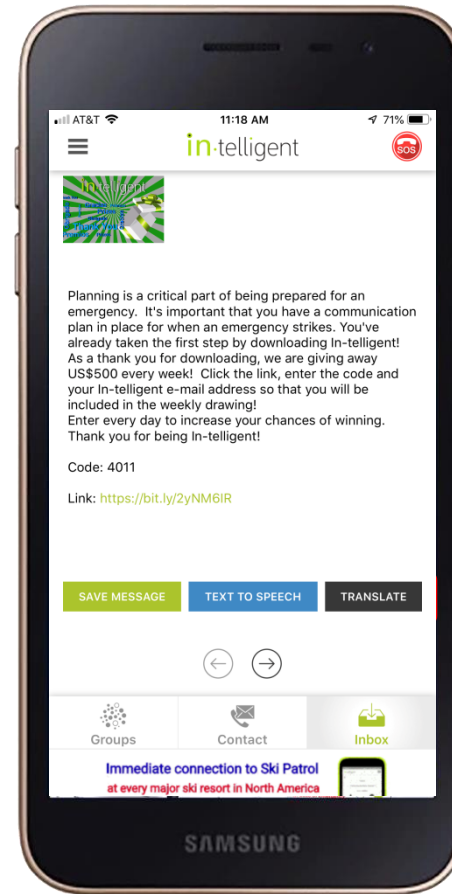 AT&T 11:18 AM 71%
in·telligent
SOS
in·telligent
Thank You
Planning is a critical part of being prepared for an
emergency.  It's important that you have a communication
plan in place for when an emergency strikes. You've
already taken the first step by downloading In-telligent!
As a thank you for downloading, we are giving away
US$500 every week!  Click the link, enter the code and
your In-telligent e-mail address so that you will be
included in the weekly drawing!
Enter every day to increase your chances of winning.
Thank you for being In-telligent!
Code: 4011
Link: https://bit.ly/2yNM6IR
SAVE MESSAGE TEXT TO SPEECH TRANSLATE
Groups Contact Inbox
Immediate connection to Ski Patrol
at every major ski resort in North America
SAMSUNG